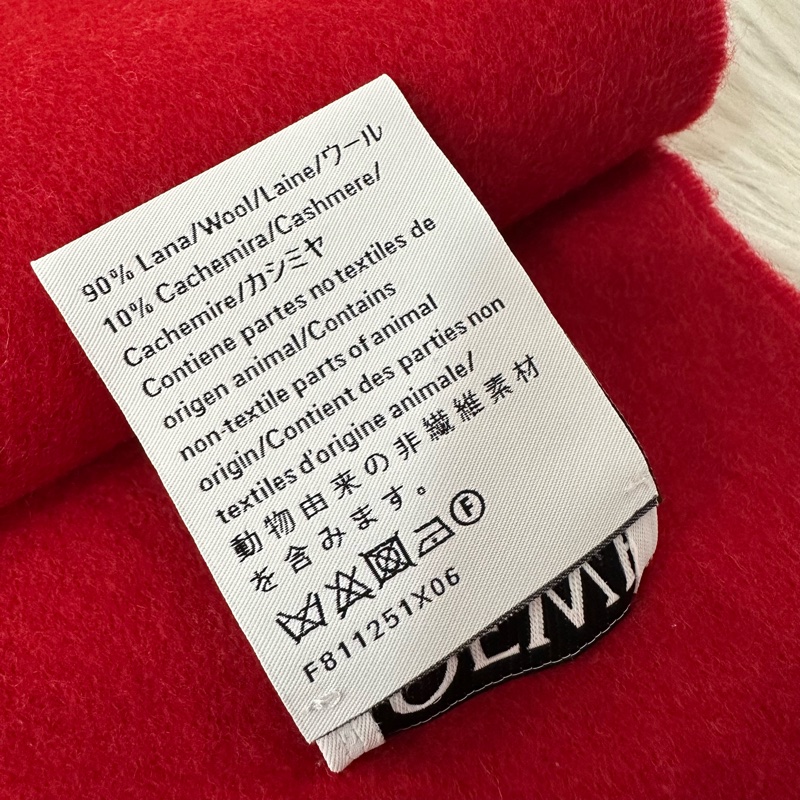 90% Lana/Wool/Laine/ウール
10% Cachemira/Cashmere/
Cachemire/カシミヤ
Contiene partes no textiles de
origen animal/Contains
non-textile parts of animal
origin/Contient des parties non
textiles d'origine animale/
動物由来の非繊維素材
を含みます。
F
F811251X06